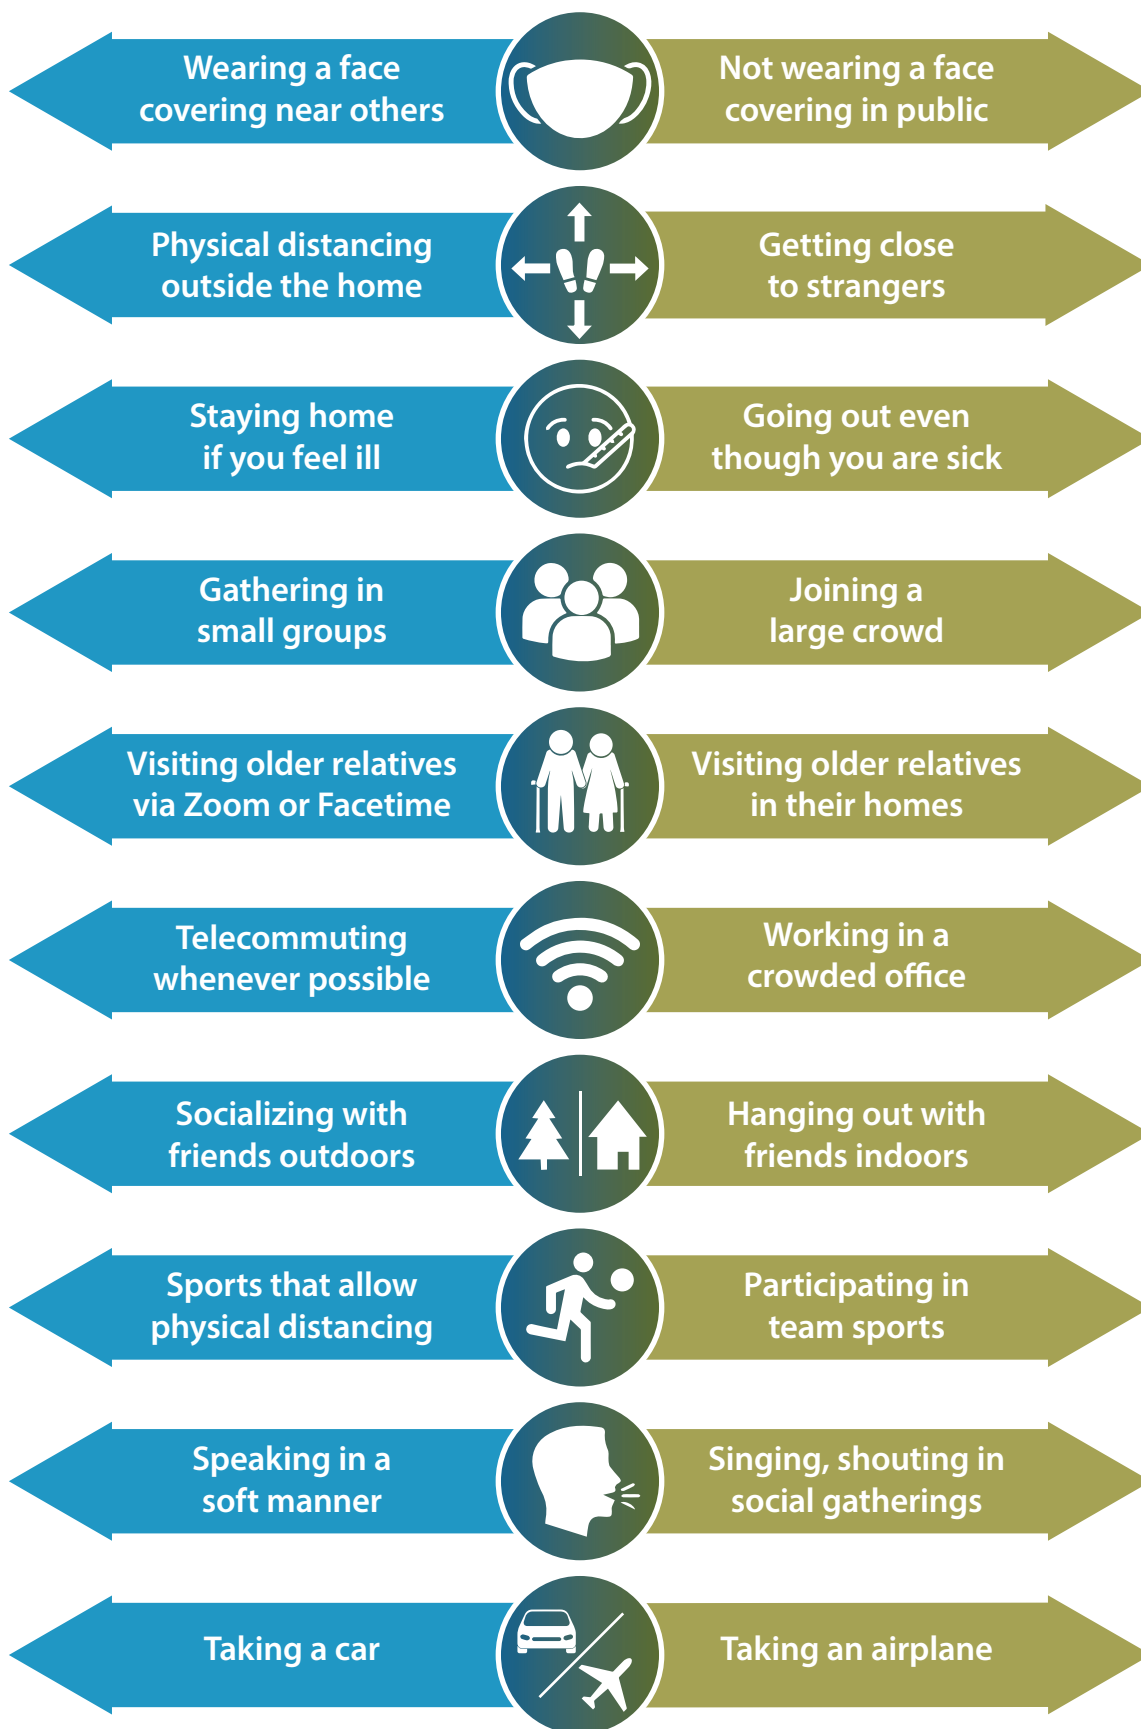 Wearing a face
covering near others
Not wearing a face
covering in public
Physical distancing
outside the home
Getting close
to strangers
Staying home
if you feel ill
Going out even
though you are sick
Gathering in
small groups
Joining a
large crowd
Visiting older relatives
via Zoom or Facetime
Visiting older relatives
in their homes
Telecommuting
whenever possible
Working in a
crowded office
Socializing with
friends outdoors
Hanging out with
friends indoors
Sports that allow
physical distancing
Participating in
team sports
Speaking in a
soft manner
Singing, shouting in
social gatherings
Taking a car
Taking an airplane